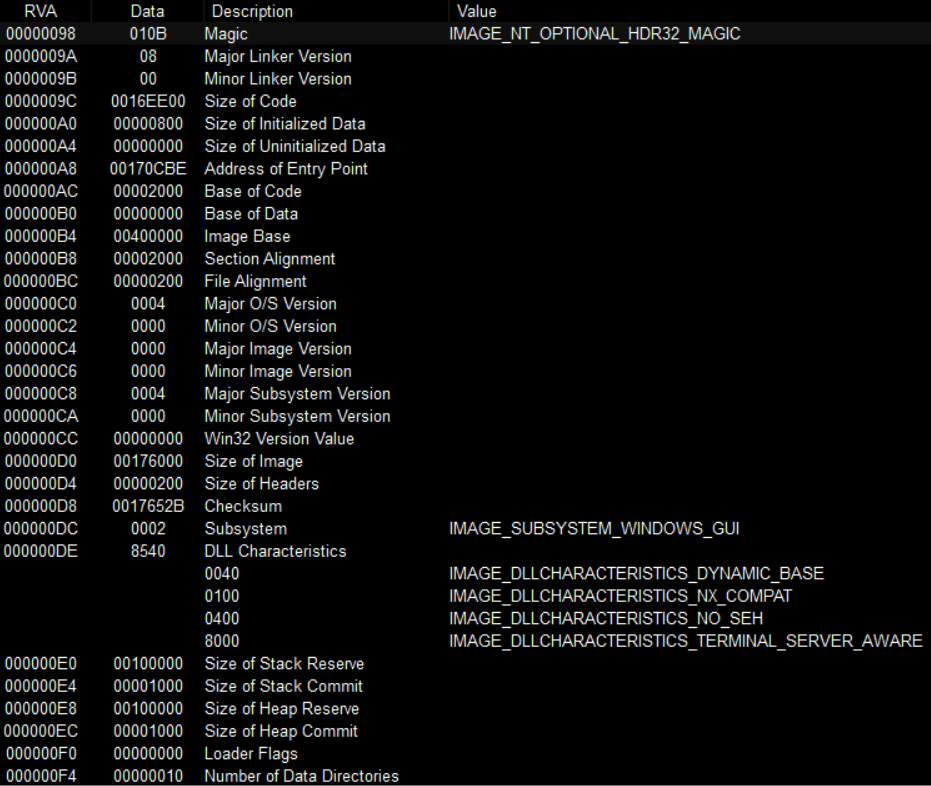 RVA Data Description Value
00000098 010B Magic IMAGE_NT_OPTIONAL_HDR32_MAGIC
0000009A 08 Major Linker Version
0000009B 00 Minor Linker Version
0000009C 0016EE00 Size of Code
000000A0 00000800 Size of Initialized Data
000000A4 00000000 Size of Uninitialized Data
000000A8 00170CBE Address of Entry Point
000000AC 00002000 Base of Code
000000B0 00000000 Base of Data
000000B4 00400000 Image Base
000000B8 00002000 Section Alignment
000000BC 00000200 File Alignment
000000C0 0004 Major O/S Version
000000C2 0000 Minor O/S Version
000000C4 0000 Major Image Version
000000C6 0000 Minor Image Version
000000C8 0004 Major Subsystem Version
000000CA 0000 Minor Subsystem Version
000000CC 00000000 Win32 Version Value
000000D0 00176000 Size of Image
000000D4 00000200 Size of Headers
000000D8 0017652B Checksum
000000DC 0002 Subsystem IMAGE_SUBSYSTEM_WINDOWS_GUI
000000DE 8540 DLL Characteristics
0040 IMAGE_DLLCHARACTERISTICS_DYNAMIC_BASE
0100 IMAGE_DLLCHARACTERISTICS_NX_COMPAT
0400 IMAGE_DLLCHARACTERISTICS_NO_SEH
8000 IMAGE_DLLCHARACTERISTICS_TERMINAL_SERVER_AWARE
000000E0 00100000 Size of Stack Reserve
000000E4 00001000 Size of Stack Commit
000000E8 00100000 Size of Heap Reserve
000000EC 00001000 Size of Heap Commit
000000F0 00000000 Loader Flags
000000F4 00000010 Number of Data Directories